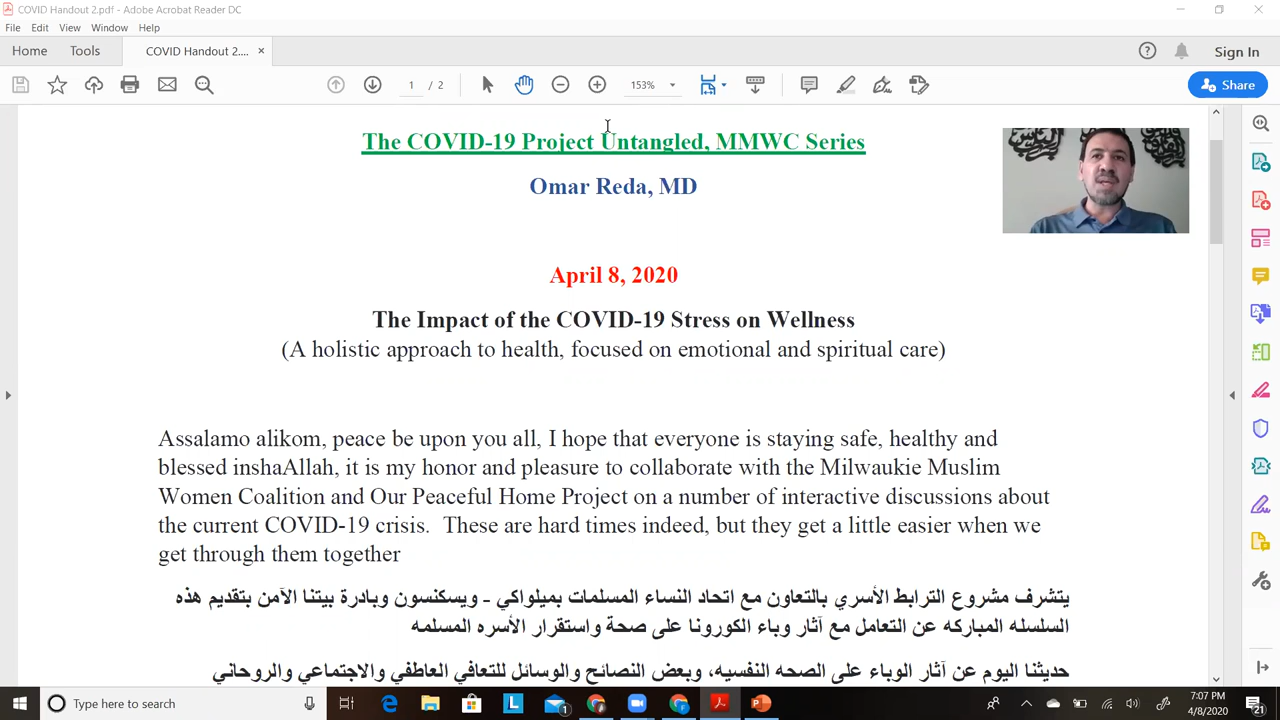 COVID Handout 2.pdf - Adobe Acrobat Reader DC
File Edit View Window Help
Home Tools COVID Handout 2.... × Sign In
1 / 2 153% Share
The COVID-19 Project Untangled, MMWC Series
Omar Reda, MD
April 8, 2020
The Impact of the COVID-19 Stress on Wellness
(A holistic approach to health, focused on emotional and spiritual care)
Assalamo alikom, peace be upon you all, I hope that everyone is staying safe, healthy and
blessed inshaAllah, it is my honor and pleasure to collaborate with the Milwaukie Muslim
Women Coalition and Our Peaceful Home Project on a number of interactive discussions about
the current COVID-19 crisis. These are hard times indeed, but they get a little easier when we
get through them together
يتشرف مشروع الترابط الأسري بالتعاون مع اتحاد النساء المسلمات بميلواكي - ويسكنسون وبادرة بيتنا الآمن بتقديم هذه
السلسله المباركه عن التعامل مع آثار وباء الكورونا على صحة واستقرار الأسره المسلمه
حديثنا اليوم عن آثار الوباء على الصحه النفسيه، وبعض النصائح والوسائل للتعافي العاطفي والاجتماعي والروحاني
Type here to search
7:07 PM
4/8/2020
21